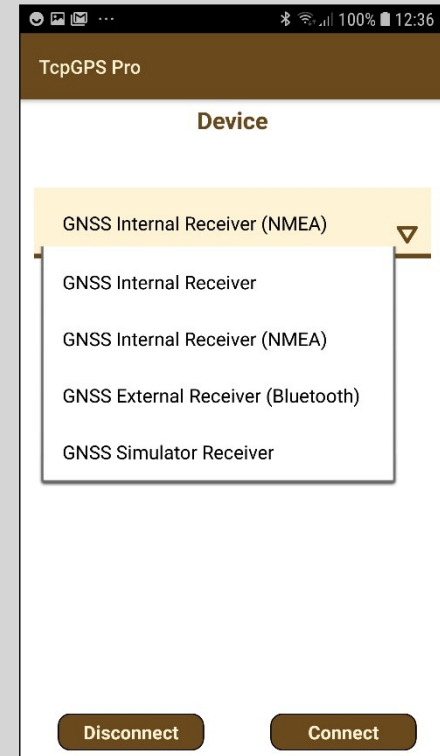 100% 12:36
TcpGPS Pro
Device
GNSS Internal Receiver (NMEA)
GNSS Internal Receiver
GNSS Internal Receiver (NMEA)
GNSS External Receiver (Bluetooth)
GNSS Simulator Receiver
Disconnect Connect